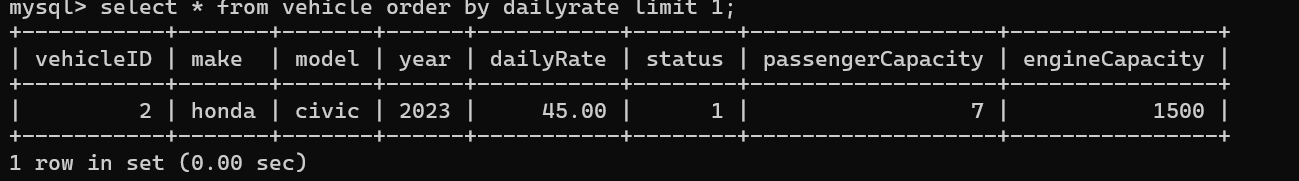 mysql> select * from vehicle order by dailyrate limit 1;
+-----------+-------+-------+------+-----------+--------+-------------------+----------------+
| vehicleID | make  | model | year | dailyRate | status | passengerCapacity | engineCapacity |
+-----------+-------+-------+------+-----------+--------+-------------------+----------------+
|         2 | honda | civic | 2023 |     45.00 |      1 |                 7 |           1500 |
+-----------+-------+-------+------+-----------+--------+-------------------+----------------+
1 row in set (0.00 sec)